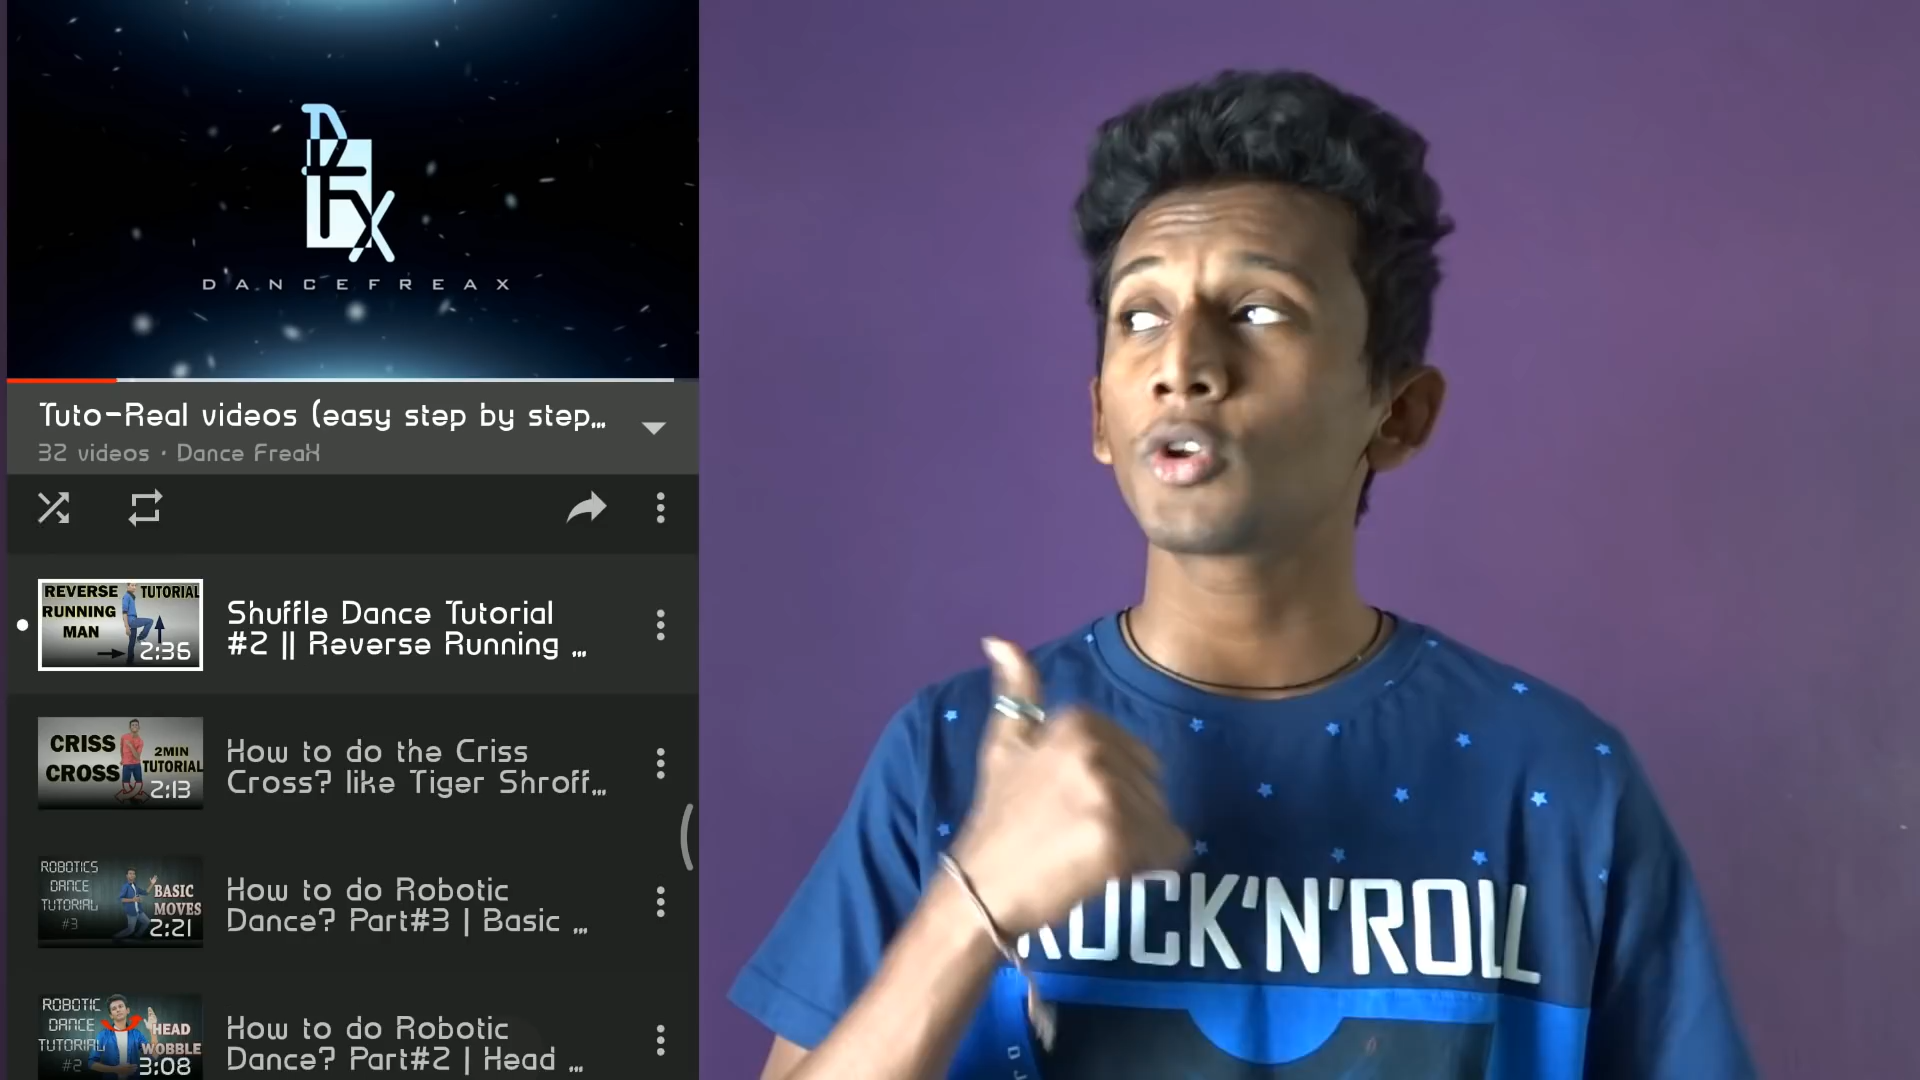 DFX
DANCEFREAX
Tuto-Real videos (easy step by step...
32 videos • Dance FreaX
REVERSE TUTORIAL
RUNNING
MAN
2:36
Shuffle Dance Tutorial
#2 || Reverse Running ...
CRISS
CROSS
2MIN
TUTORIAL
2:13
How to do the Criss
Cross? like Tiger Shroff...
ROBOTICS
DANCE
TUTORIAL
#3
BASIC
MOVES
2:21
How to do Robotic
Dance? Part#3 | Basic ...
ROBOTIC
DANCE
TUTORIAL
#2
HEAD
WOBBLE
3:08
How to do Robotic
Dance? Part#2 | Head ...
ROCK'N'ROLL